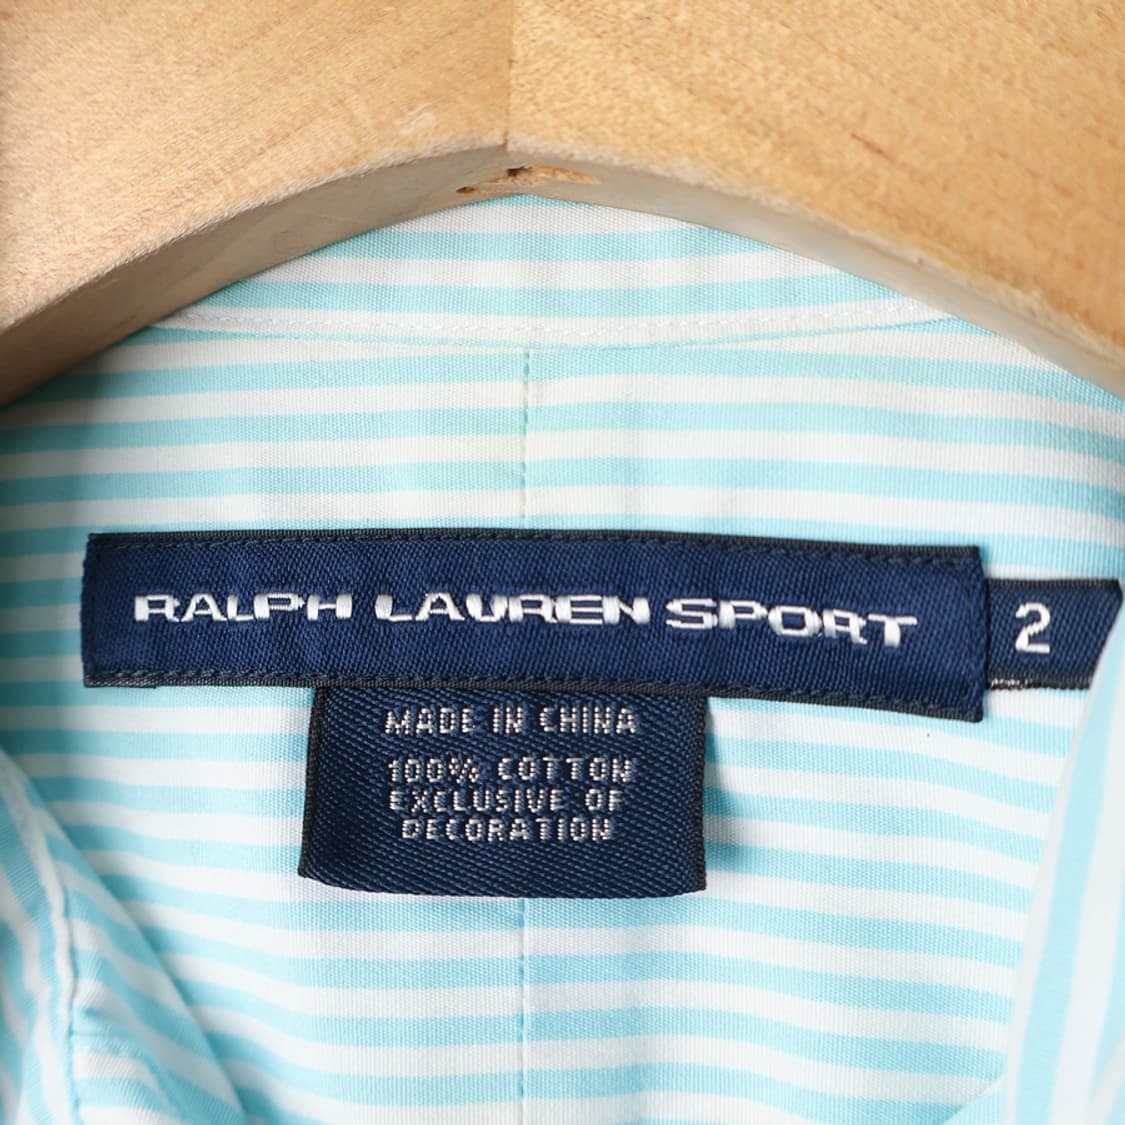 RALPH LAUREN SPORT
2
MADE IN CHINA
100% COTTON
EXCLUSIVE OF
DECORATION